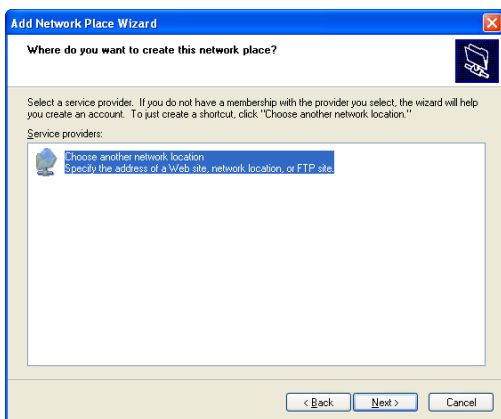 Add Network Place Wizard
Where do you want to create this network place?
Select a service provider. If you do not have a membership with the provider you select, the wizard will help
you create an account. To just create a shortcut, click "Choose another network location."
Service providers:
Choose another network location
Specify the address of a Web site, network location, or FTP site.
< Back Next > Cancel